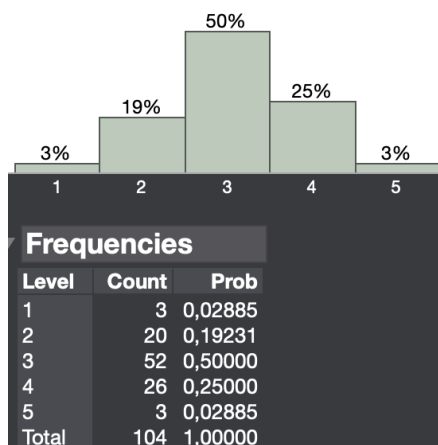 50%
25%
19%
3%
3%
1 2 3 4 5
Frequencies
Level Count Prob
1 3 0,02885
2 20 0,19231
3 52 0,50000
4 26 0,25000
5 3 0,02885
Total 104 1,00000